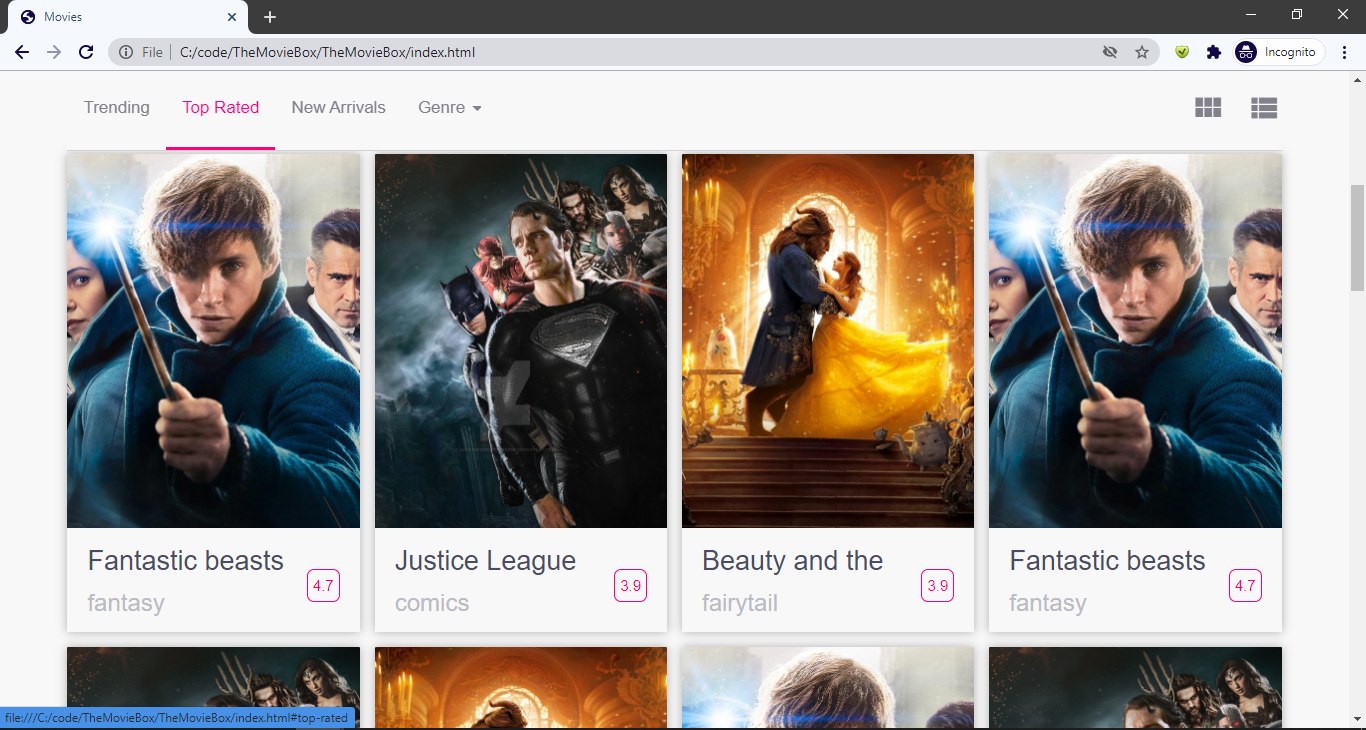 Movies
File
C:/code/TheMovieBox/TheMovieBox/index.html
Incognito
Trending Top Rated New Arrivals Genre
Fantastic beasts
4.7
fantasy
Justice League
3.9
comics
Beauty and the
3.9
fairytail
Fantastic beasts
4.7
fantasy
file:///C:/code/TheMovieBox/TheMovieBox/index.html#top-rated